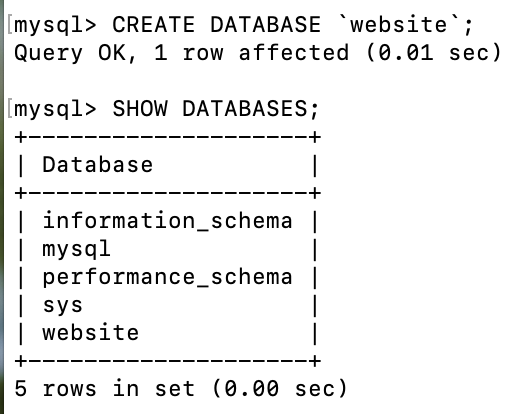 [mysql> CREATE DATABASE `website`;
Query OK, 1 row affected (0.01 sec)
[mysql> SHOW DATABASES;
+--------------------+
| Database           |
+--------------------+
| information_schema |
| mysql              |
| performance_schema |
| sys                |
| website            |
+--------------------+
5 rows in set (0.00 sec)